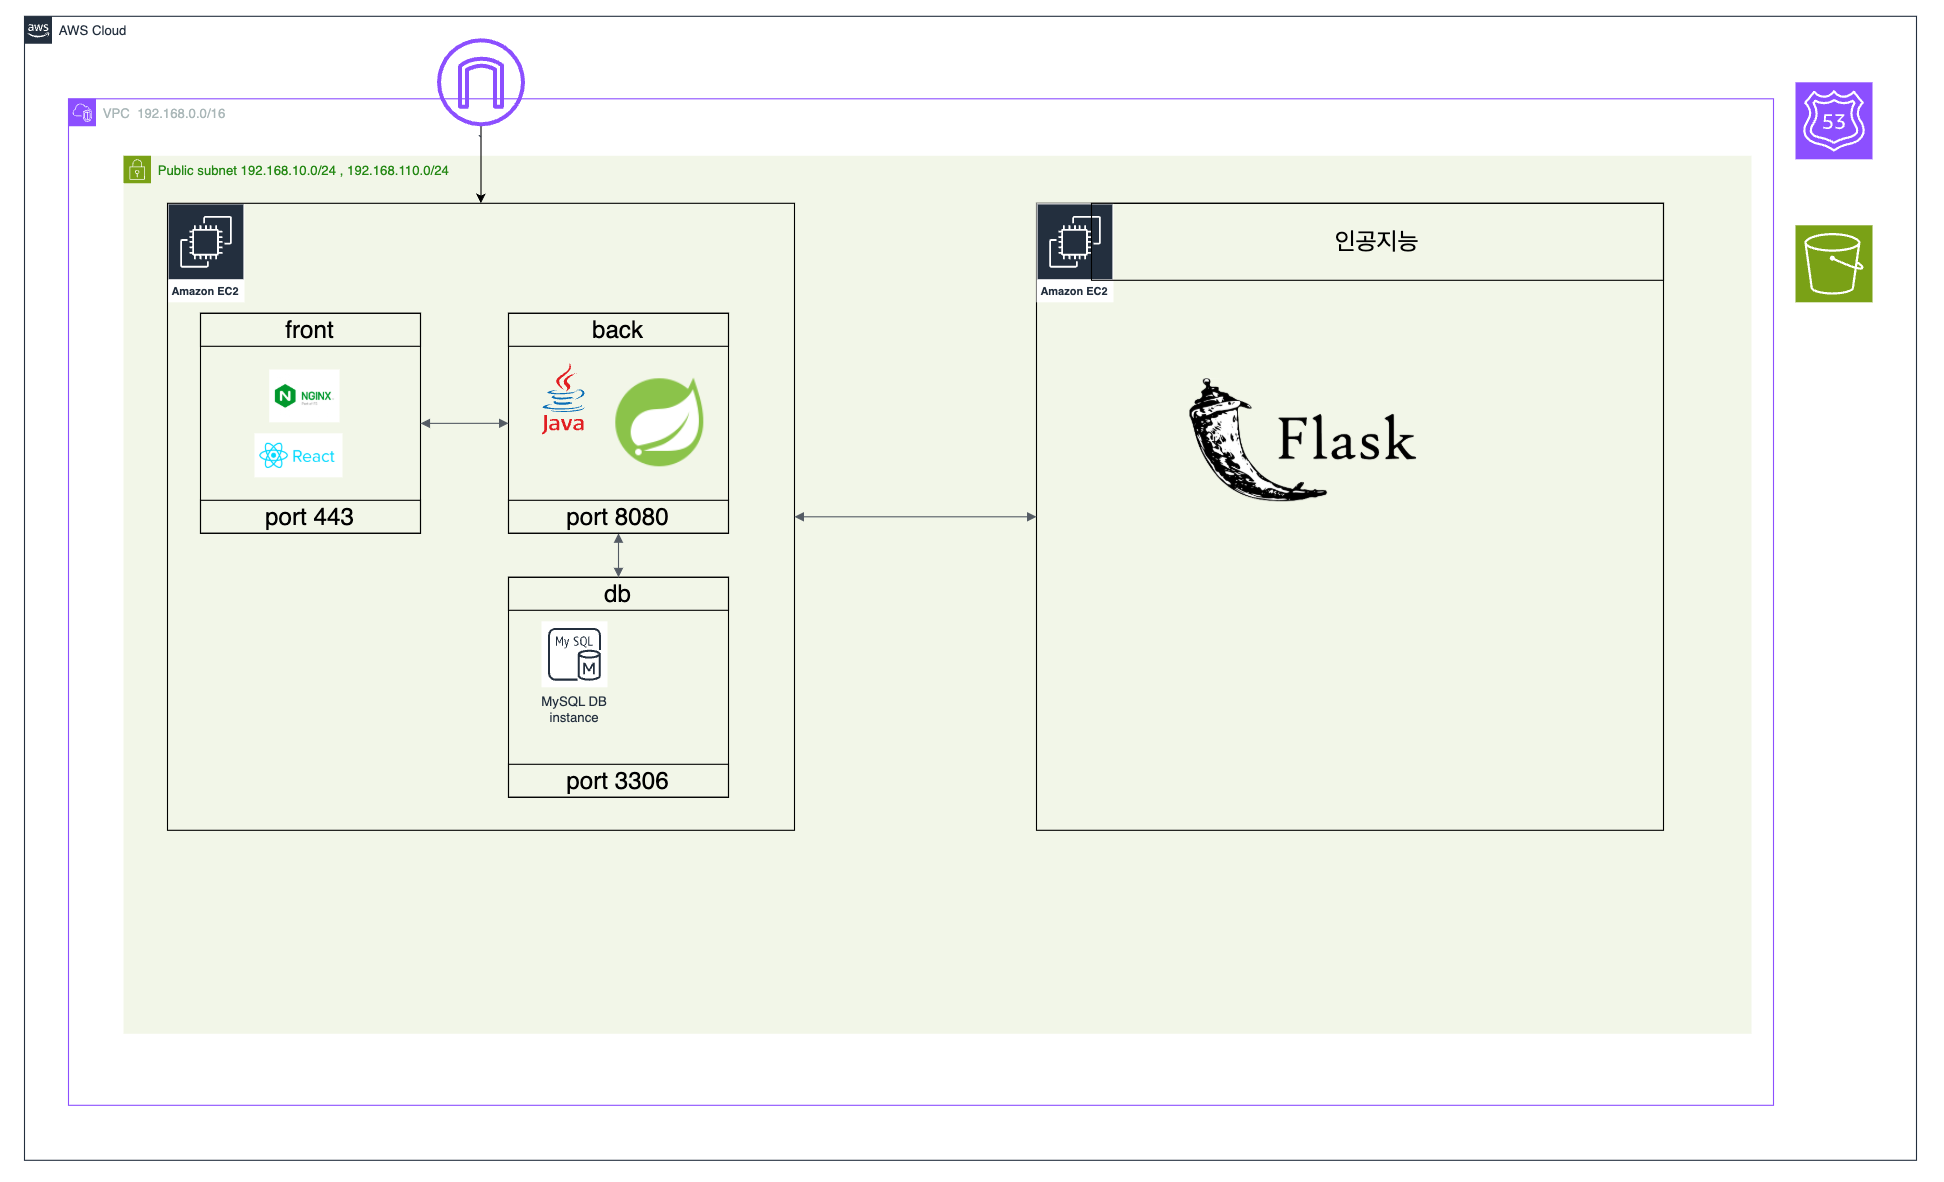 aws
AWS Cloud
VPC 192.168.0.0/16
53
Public subnet 192.168.10.0/24 , 192.168.110.0/24
Amazon EC2
Amazon EC2
인공지능
front
back
NGINX
React
Java
Flask
port 443
port 8080
db
My SQL
M
MySQL DB
instance
port 3306